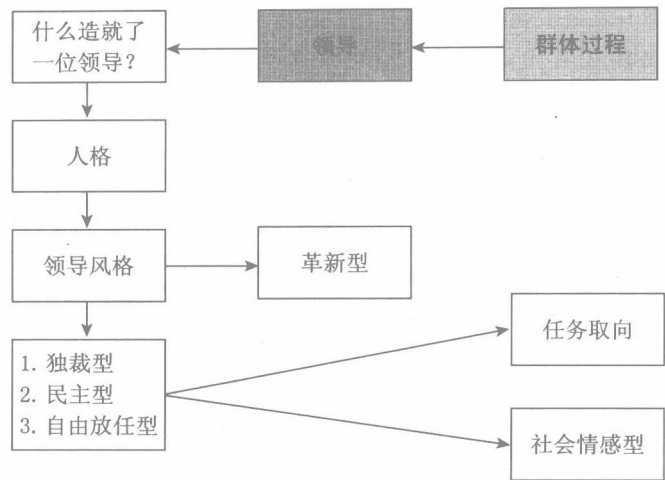 什么造就了
一位领导？
领导
群体过程
人格
领导风格
革新型
1. 独裁型
2. 民主型
3. 自由放任型
任务取向
社会情感型